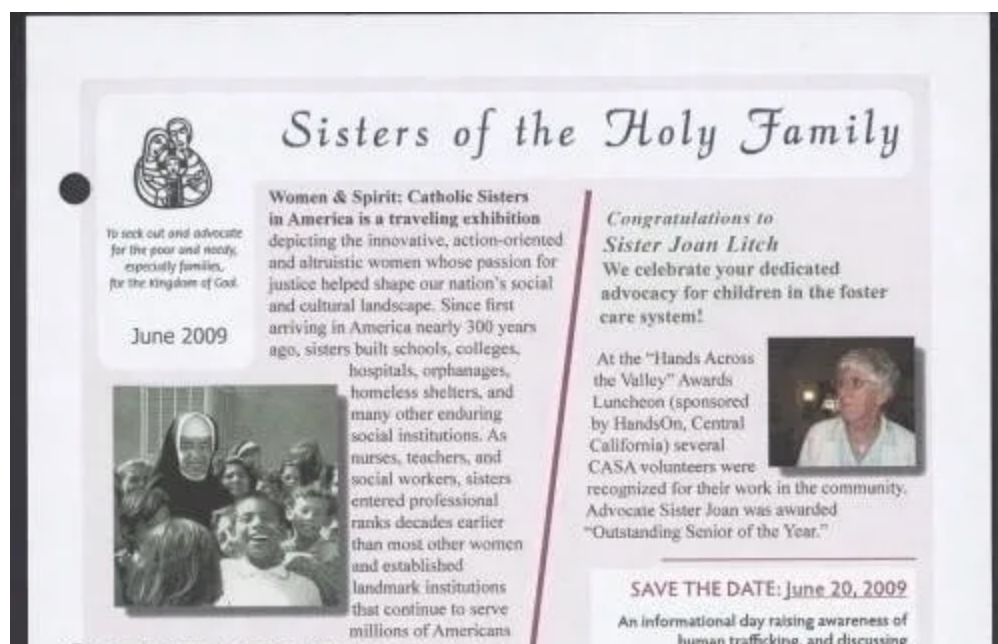 Sisters of the Holy Family
To seek out and advocate
for the poor and needy,
especially families,
for the Kingdom of God.
June 2009
Women & Spirit: Catholic Sisters
in America is a traveling exhibition
depicting the innovative, action-oriented
and altruistic women whose passion for
justice helped shape our nation's social
and cultural landscape. Since first
arriving in America nearly 300 years
ago, sisters built schools, colleges,
hospitals, orphanages,
homeless shelters, and
many other enduring
social institutions. As
nurses, teachers, and
social workers, sisters
entered professional
ranks decades earlier
than most other women
and established
landmark institutions
that continue to serve
millions of Americans
Congratulations to
Sister Joan Litch
We celebrate your dedicated
advocacy for children in the foster
care system!
At the "Hands Across
the Valley" Awards
Luncheon (sponsored
by HandsOn, Central
California) several
CASA volunteers were
recognized for their work in the community.
Advocate Sister Joan was awarded
"Outstanding Senior of the Year."
SAVE THE DATE: June 20, 2009
An informational day raising awareness of
human trafficking, and discussing